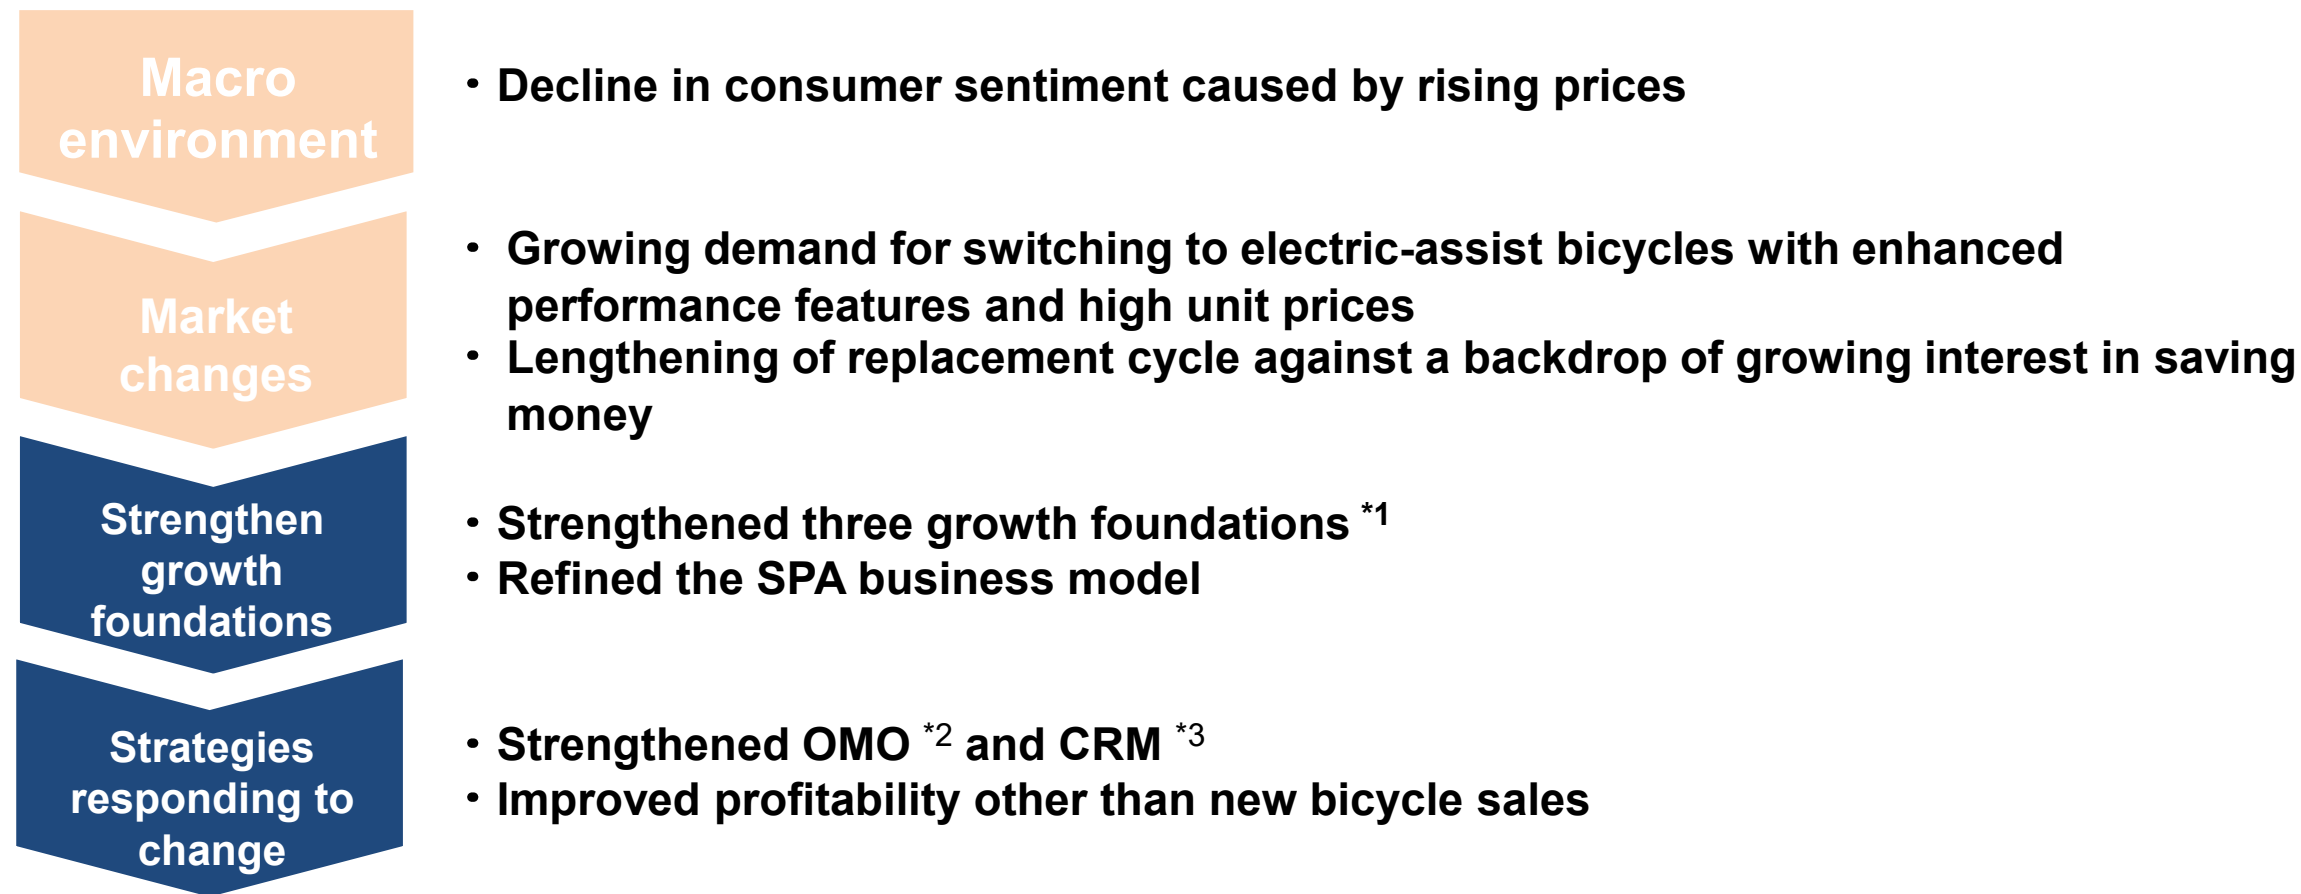 Macro
environment
・Decline in consumer sentiment caused by rising prices
Market
changes
・ Growing demand for switching to electric-assist bicycles with enhanced
performance features and high unit prices
・ Lengthening of replacement cycle against a backdrop of growing interest in saving
money
Strengthen
growth
foundations
・Strengthened three growth foundations *1
・Refined the SPA business model
Strategies
responding to
change
・Strengthened OMO *2 and CRM *3
・Improved profitability other than new bicycle sales